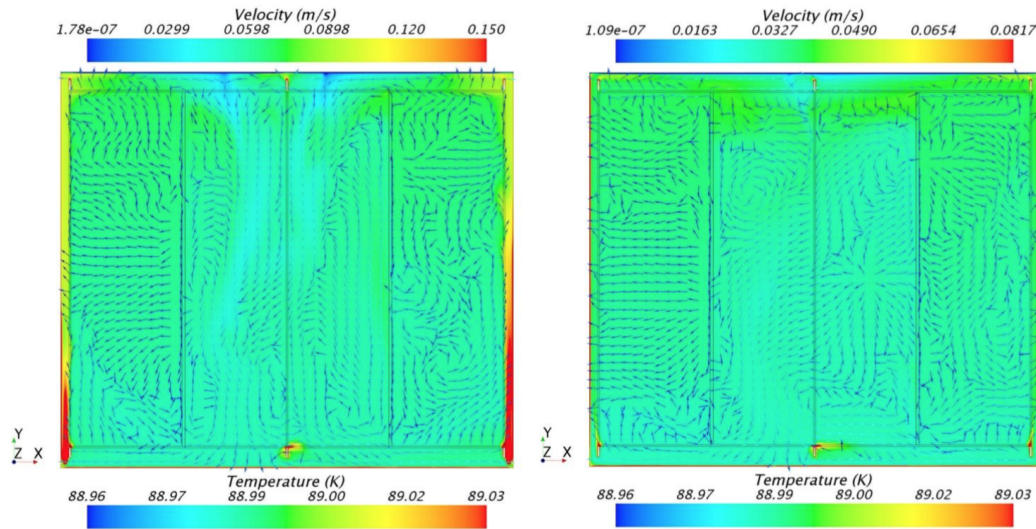 Velocity (m/s)
1.78e-07 0.0299 0.0598 0.0898 0.120 0.150
Y
Z X
Temperature (K)
88.96 88.97 88.99 89.00 89.02 89.03
Velocity (m/s)
1.09e-07 0.0163 0.0327 0.0490 0.0654 0.0817
Y
Z X
Temperature (K)
88.96 88.97 88.99 89.00 89.02 89.03